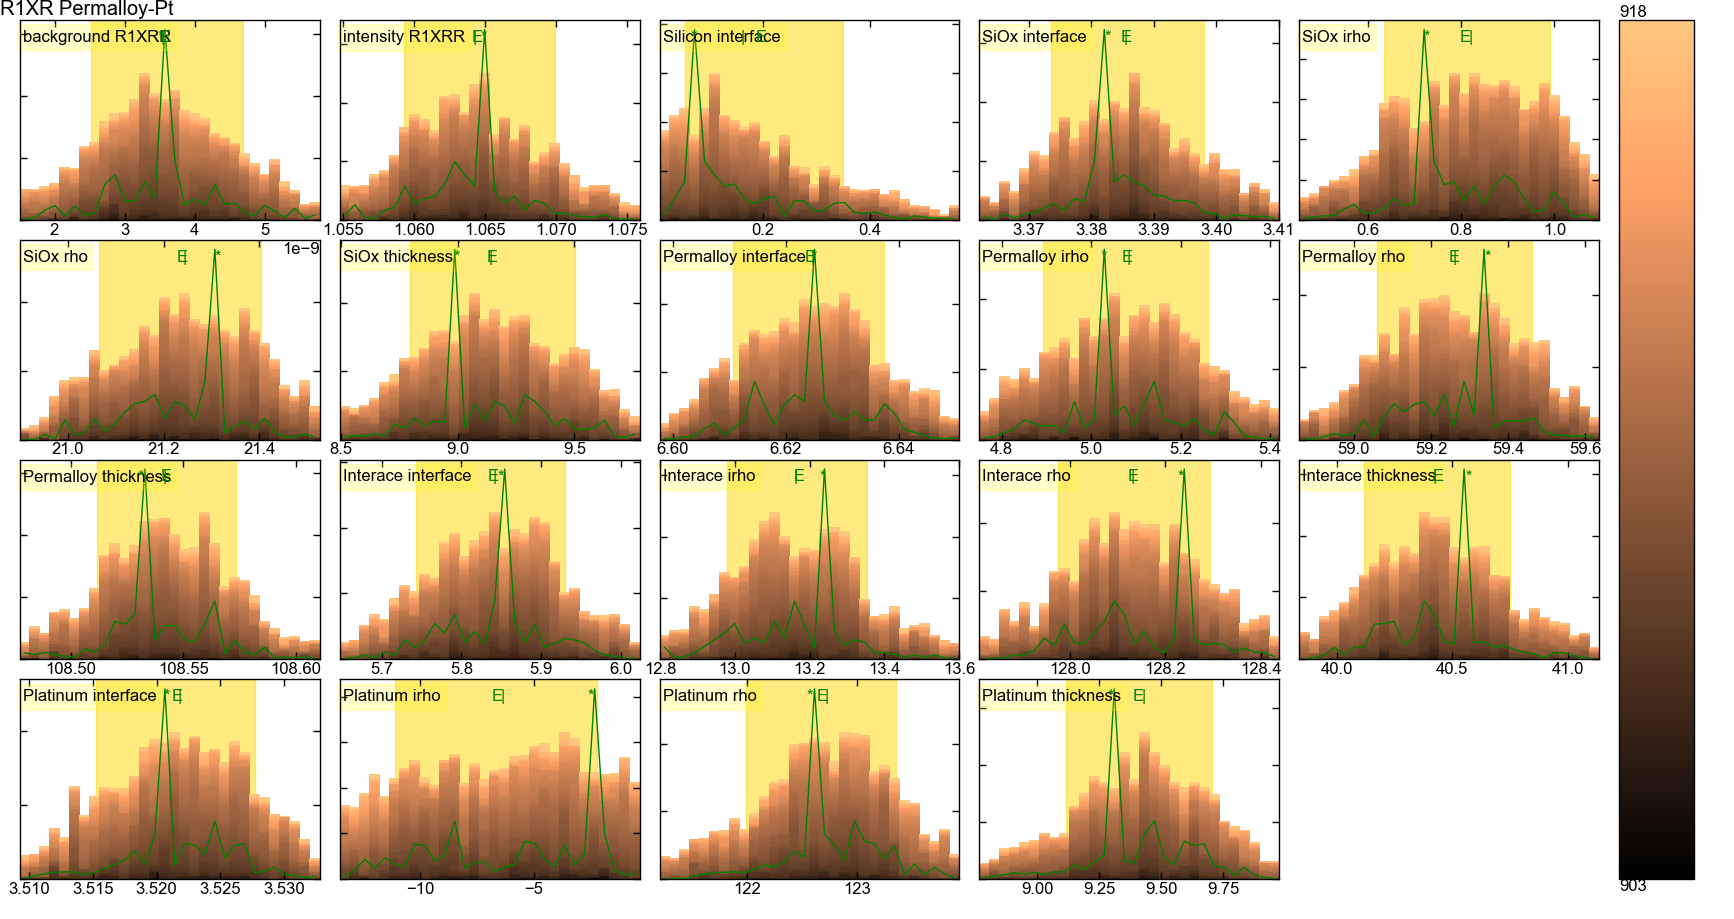 R1XR Permalloy-Pt
918
background R1XRR
intensity R1XRR
Silicon interface
SiOx interface
SiOx irho
2 3 4 5
1.055 1.060 1.065 1.070 1.075
0.2 0.4
3.37 3.38 3.39 3.40 3.41
0.6 0.8 1.0
1e−9
SiOx rho
SiOx thickness
Permalloy interface
Permalloy irho
Permalloy rho
21.0 21.2 21.4
8.5 9.0 9.5
6.60 6.62 6.64
4.8 5.0 5.2 5.4
59.0 59.2 59.4 59.6
Permalloy thickness
Interace interface
Interace irho
Interace rho
Interace thickness
108.50 108.55 108.60
5.7 5.8 5.9 6.0
12.8 13.0 13.2 13.4 13.6
128.0 128.2 128.4
40.0 40.5 41.0
Platinum interface
Platinum irho
Platinum rho
Platinum thickness
3.510 3.515 3.520 3.525 3.530
−10 −5
122 123
9.00 9.25 9.50 9.75
903